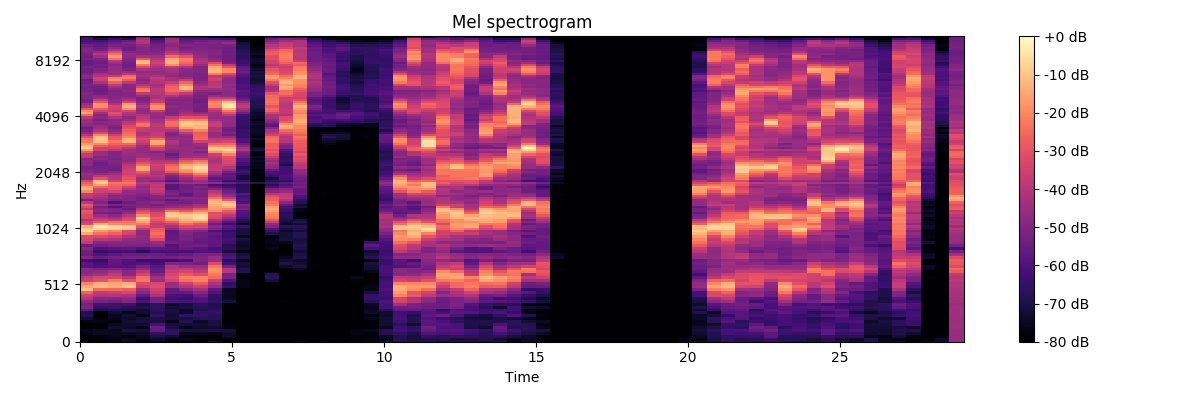 Mel spectrogram
Hz
8192
4096
2048
1024
512
0
0 5 10 15 20 25
Time
+0 dB
-10 dB
-20 dB
-30 dB
-40 dB
-50 dB
-60 dB
-70 dB
-80 dB